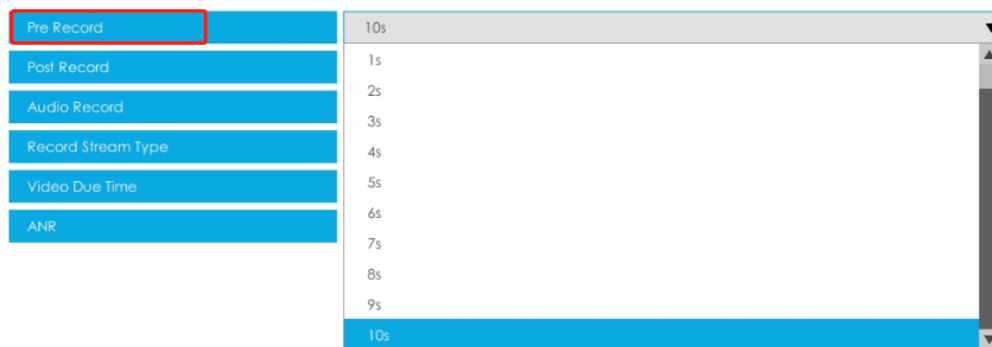 Pre Record
10s
Post Record
Audio Record
Record Stream Type
Video Due Time
ANR
1s
2s
3s
4s
5s
6s
7s
8s
9s
10s